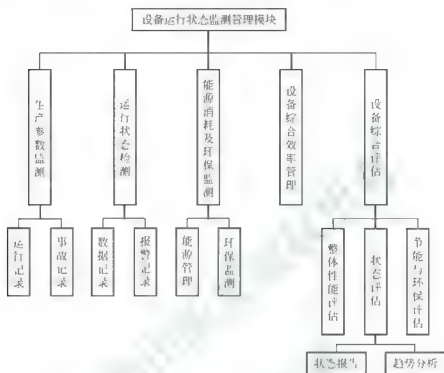 设备运行状态监测管理模块
生产参数监测
运行状态检测
能源消耗及环保监测
设备综合效率管理
设备综合评估
运行记录
事故记录
数据记录
报警记录
能源管理
环保监测
整体性能评估
状态评估
节能与环保评估
状态报告
趋势分析